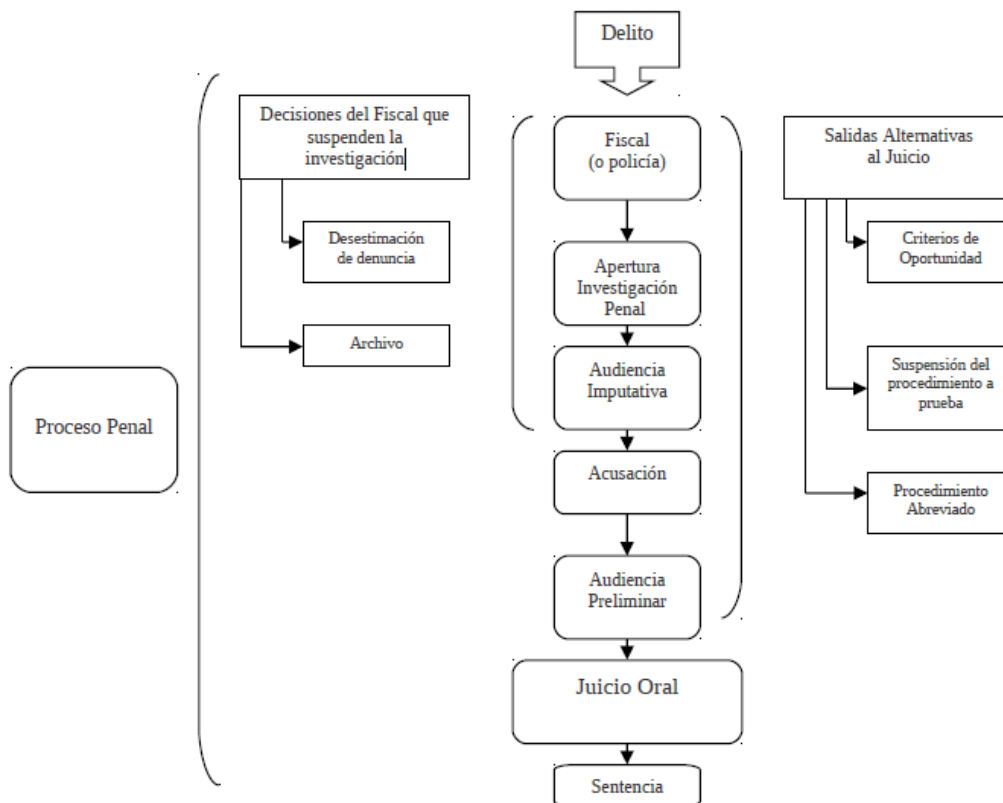 Delito
Decisiones del Fiscal que
suspenden la
investigación
Desestimación
de denuncia
Archivo
Proceso Penal
Fiscal
(o policía)
Apertura
Investigación
Penal
Audiencia
Imputativa
Acusación
Audiencia
Preliminar
Juicio Oral
Sentencia
Salidas Alternativas
al Juicio
Criterios de
Oportunidad
Suspensión del
procedimiento a
prueba
Procedimiento
Abreviado